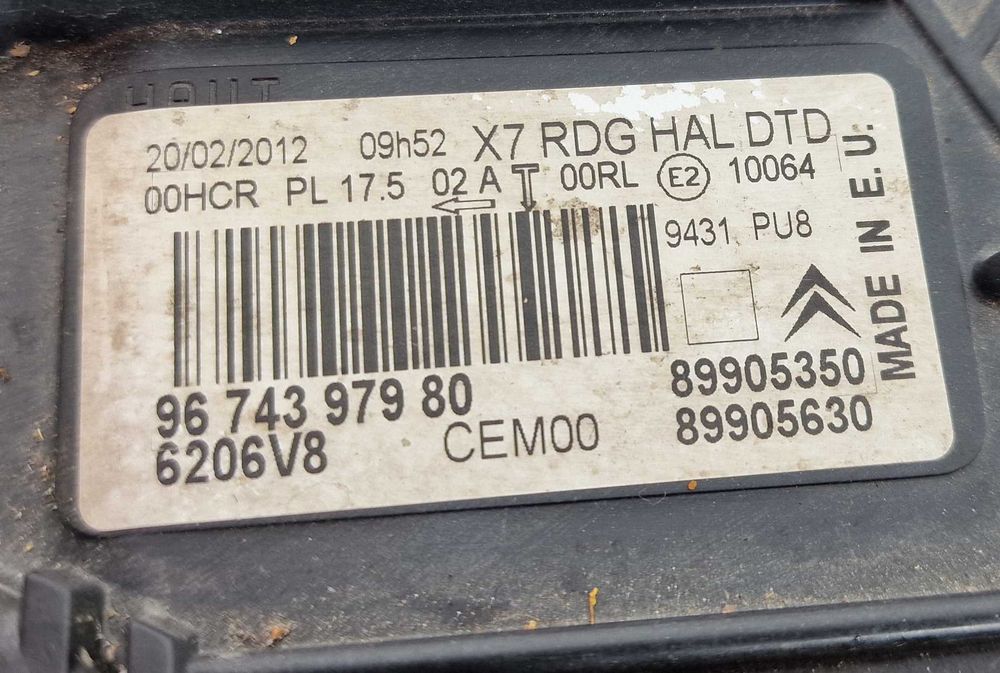 HAUT
20/02/2012 09h52 X7 RDG HAL DTD
00HCR PL 17.5 02 A 00RL E2 10064
9431 PU8
MADE IN E.U.
96 743 979 80
89905350
6206V8 CEM00 89905630